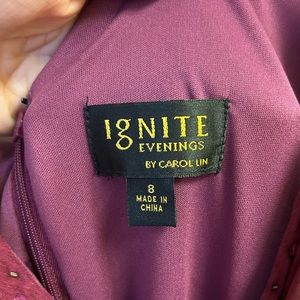 IgNITE
EVENINGS
BY CAROL LIN
8
MADE IN
CHINA